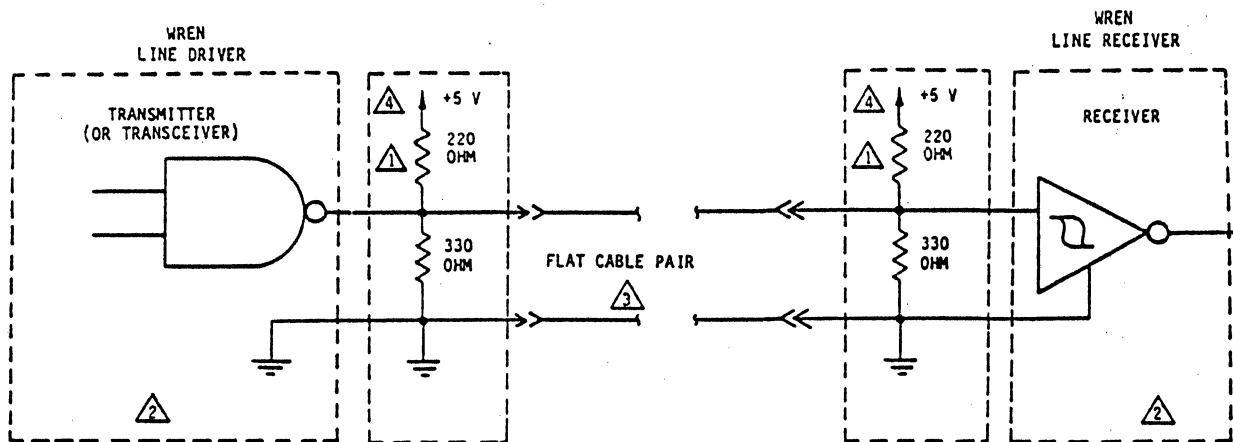 WREN
LINE DRIVER
WREN
LINE RECEIVER
TRANSMITTER
(OR TRANSCEIVER)
4
+5 V
1
220
OHM
330
OHM
2
FLAT CABLE PAIR
3
4
+5 V
1
220
OHM
330
OHM
RECEIVER
2